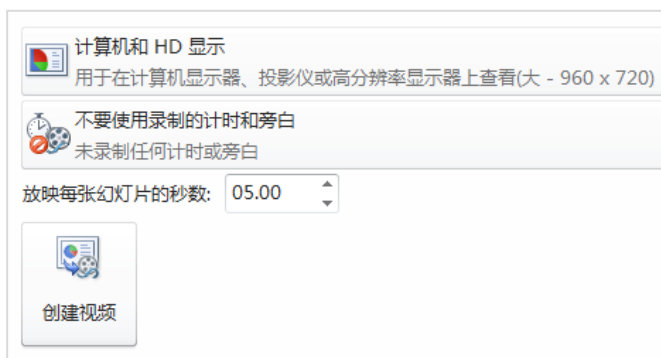 计算机和 HD 显示
用于在计算机显示器、投影仪或高分辨率显示器上查看(大 - 960 x 720)
不要使用录制的计时和旁白
未录制任何计时或旁白
放映每张幻灯片的秒数: 05.00
创建视频